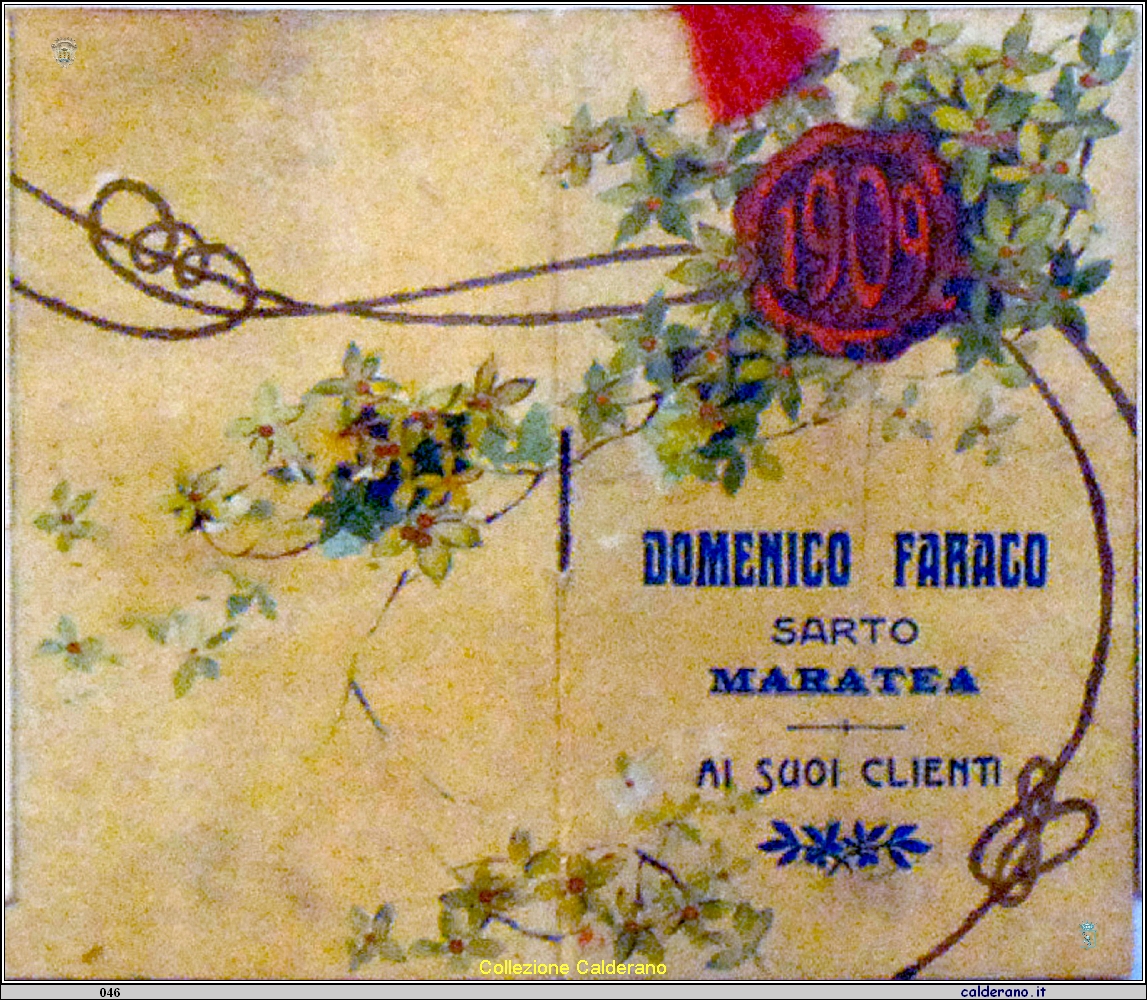 1909
DOMENICO FARACO
SARTO
MARATEA
AI SUOI CLIENTI
Collezione Calderano
046
calderano.it